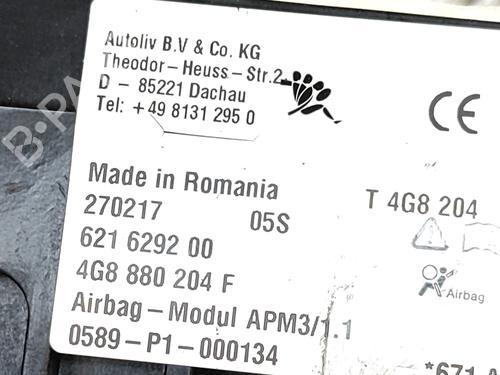 Autoliv B.V & Co. KG
Theodor – Heuss – Str.2
D – 85221 Dachau
Tel: +49 8131 295 0
CE
Made in Romania
270217 05S
T 4G8 204
621 6292 00
4G8 880 204 F
Airbag
Airbag – Modul APM3/1.1
0589 – P1 – 000134
*671